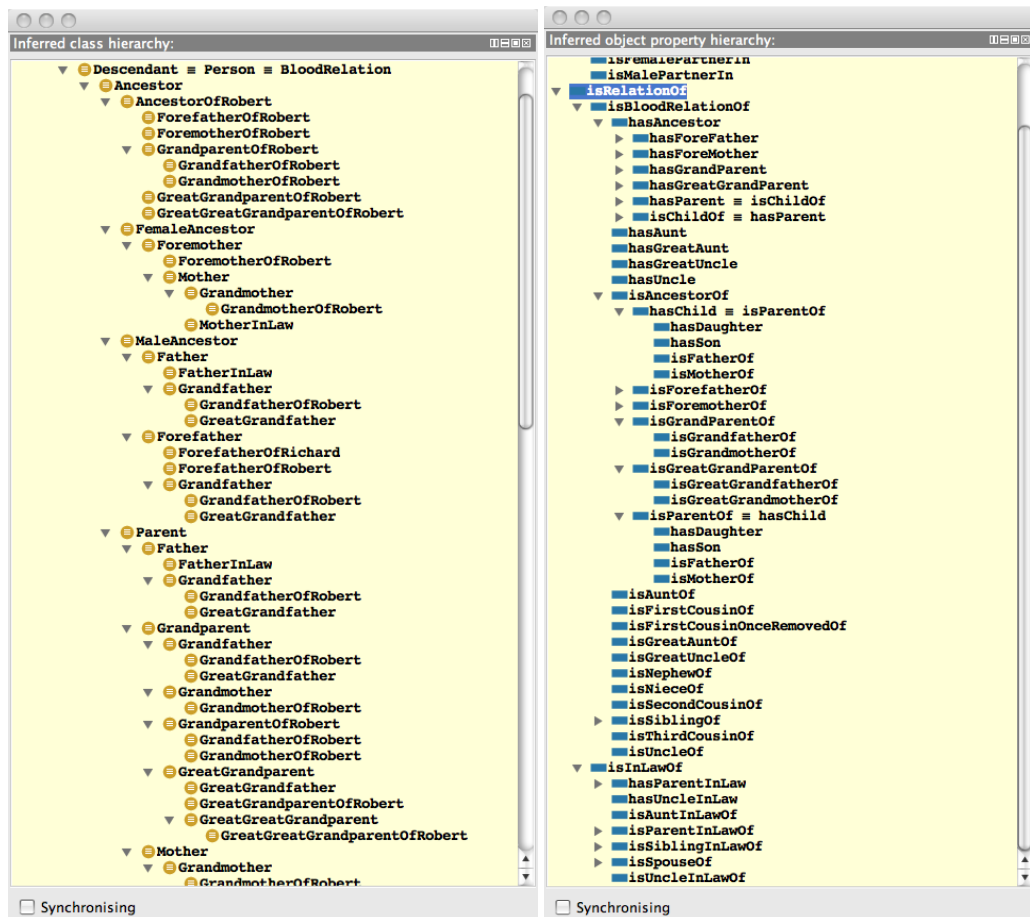 Inferred class hierarchy:
Descendant ≡ Person ≡ BloodRelation
Ancestor
AncestorOfRobert
ForefatherOfRobert
ForemotherOfRobert
GrandparentOfRobert
GrandfatherOfRobert
GrandmotherOfRobert
GreatGrandparentOfRobert
GreatGreatGrandparentOfRobert
FemaleAncestor
Foremother
ForemotherOfRobert
Mother
Grandmother
GrandmotherOfRobert
MotherInLaw
MaleAncestor
Father
FatherInLaw
Grandfather
GrandfatherOfRobert
GreatGrandfather
Forefather
ForefatherOfRichard
ForefatherOfRobert
Grandfather
GrandfatherOfRobert
GreatGrandfather
Parent
Father
FatherInLaw
Grandfather
GrandfatherOfRobert
GreatGrandfather
Grandparent
Grandfather
GrandfatherOfRobert
GreatGrandfather
Grandmother
GrandmotherOfRobert
GrandparentOfRobert
GrandfatherOfRobert
GrandmotherOfRobert
GreatGrandparent
GreatGrandfather
GreatGrandparentOfRobert
GreatGreatGrandparent
GreatGreatGrandparentOfRobert
Mother
Grandmother
GrandmotherOfRobert
Synchronising
Inferred object property hierarchy:
isFemalePartnerIn
isMalePartnerIn
isRelationOf
isBloodRelationOf
hasAncestor
hasForeFather
hasForeMother
hasGrandParent
hasGreatGrandParent
hasParent ≡ isChildOf
isChildOf ≡ hasParent
hasAunt
hasGreatAunt
hasGreatUncle
hasUncle
isAncestorOf
hasChild ≡ isParentOf
hasDaughter
hasSon
isFatherOf
isMotherOf
isForefatherOf
isForemotherOf
isGrandParentOf
isGrandfatherOf
isGrandmotherOf
isGreatGrandParentOf
isGreatGrandfatherOf
isGreatGrandmotherOf
isParentOf ≡ hasChild
hasDaughter
hasSon
isFatherOf
isMotherOf
isAuntOf
isFirstCousinOf
isFirstCousinOnceRemovedOf
isGreatAuntOf
isGreatUncleOf
isNephewOf
isNieceOf
isSecondCousinOf
isSiblingOf
isThirdCousinOf
isUncleOf
isInLawOf
hasParentInLaw
hasUncleInLaw
isAuntInLawOf
isParentInLawOf
isSiblingInLawOf
isSpouseOf
isUncleInLawOf
Synchronising